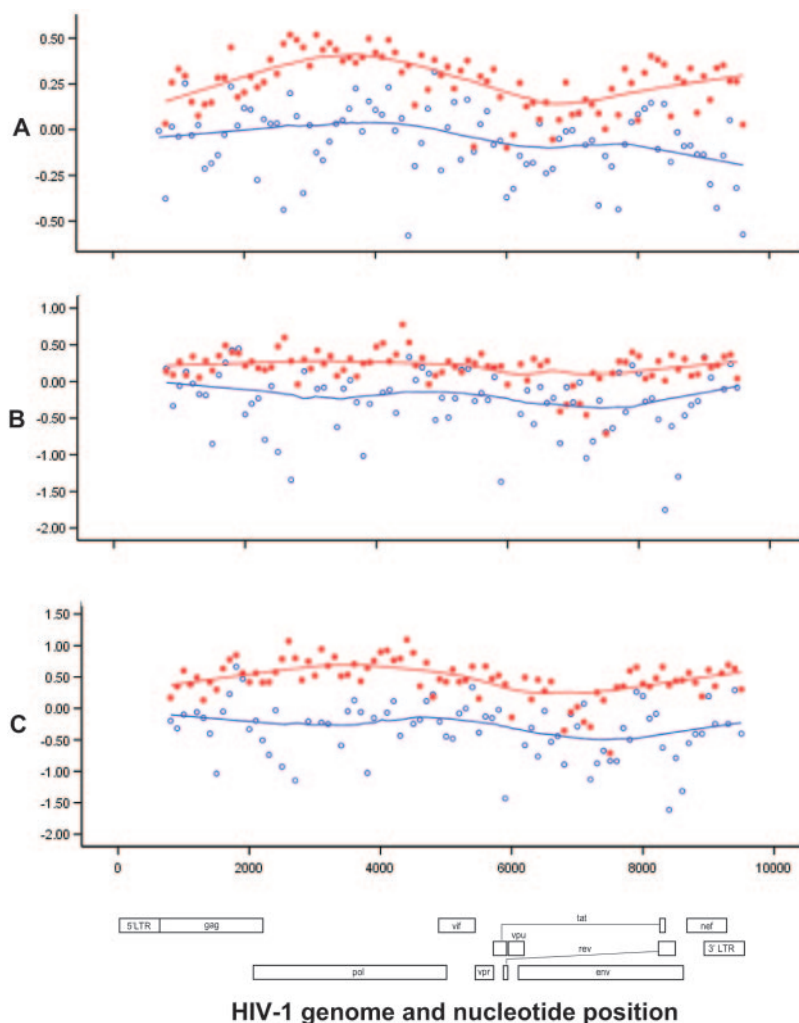 0.50
0.25
A
0.00
-0.25
-0.50
1.00
0.50
0.00
B
-0.50
-1.00
-1.50
-2.00
1.50
1.00
0.50
0.00
C
-0.50
-1.00
-1.50
-2.00
0 2000 4000 6000 8000 10000
5'LTR gag vif tat nef
vpu rev 3' LTR
pol vpr env
HIV-1 genome and nucleotide position